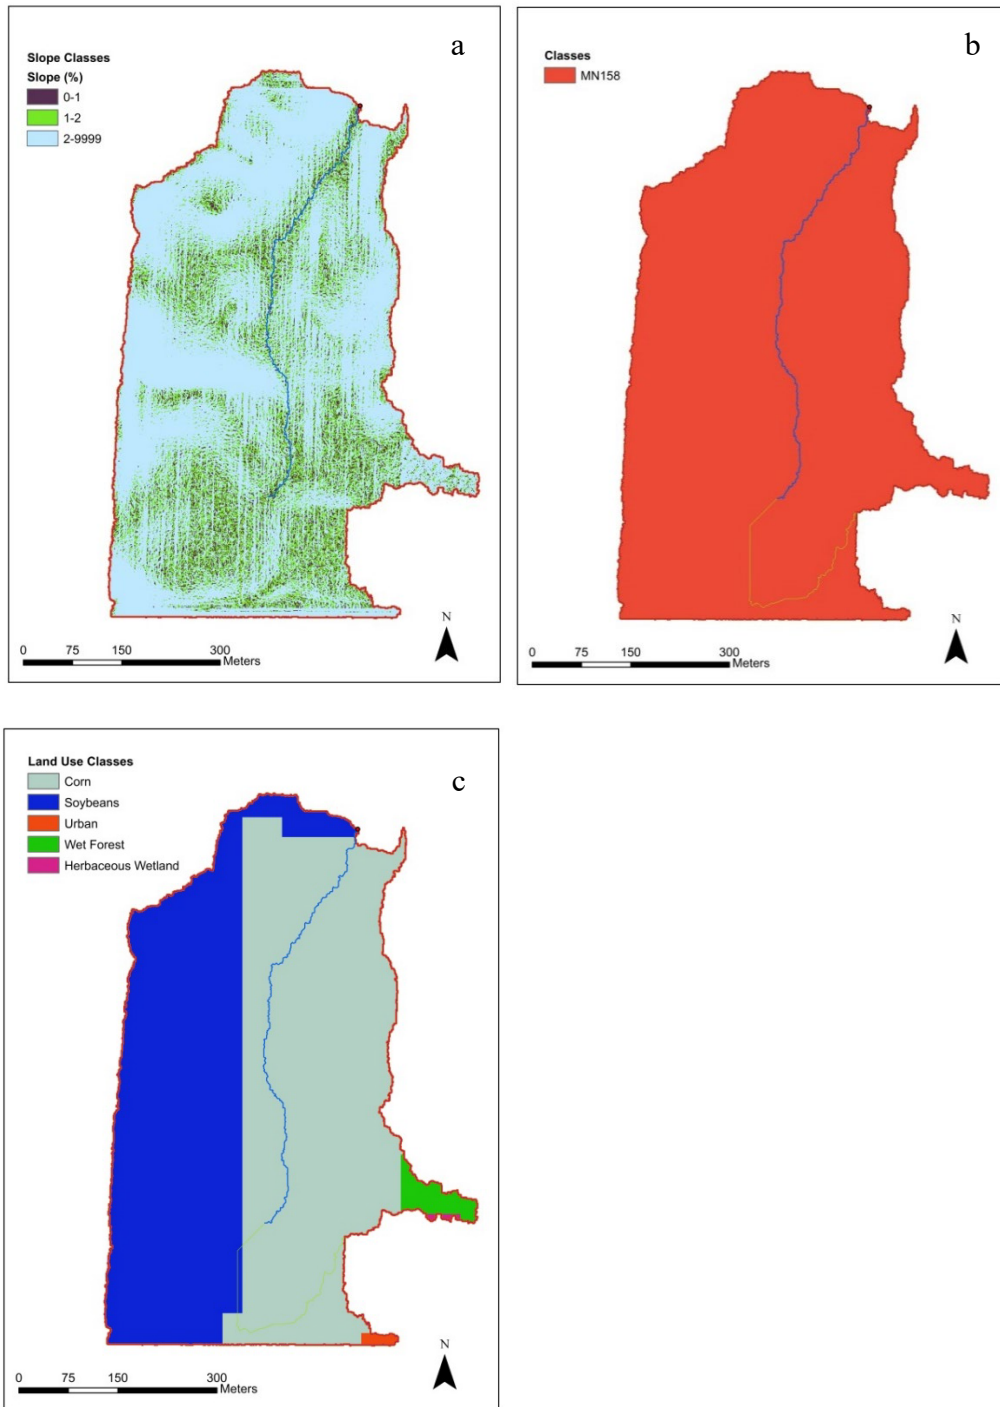 a
Slope Classes
Slope (%)
0-1
1-2
2-9999
N
0 75 150 300
Meters
b
Classes
MN158
N
0 75 150 300
Meters
c
Land Use Classes
Corn
Soybeans
Urban
Wet Forest
Herbaceous Wetland
N
0 75 150 300
Meters